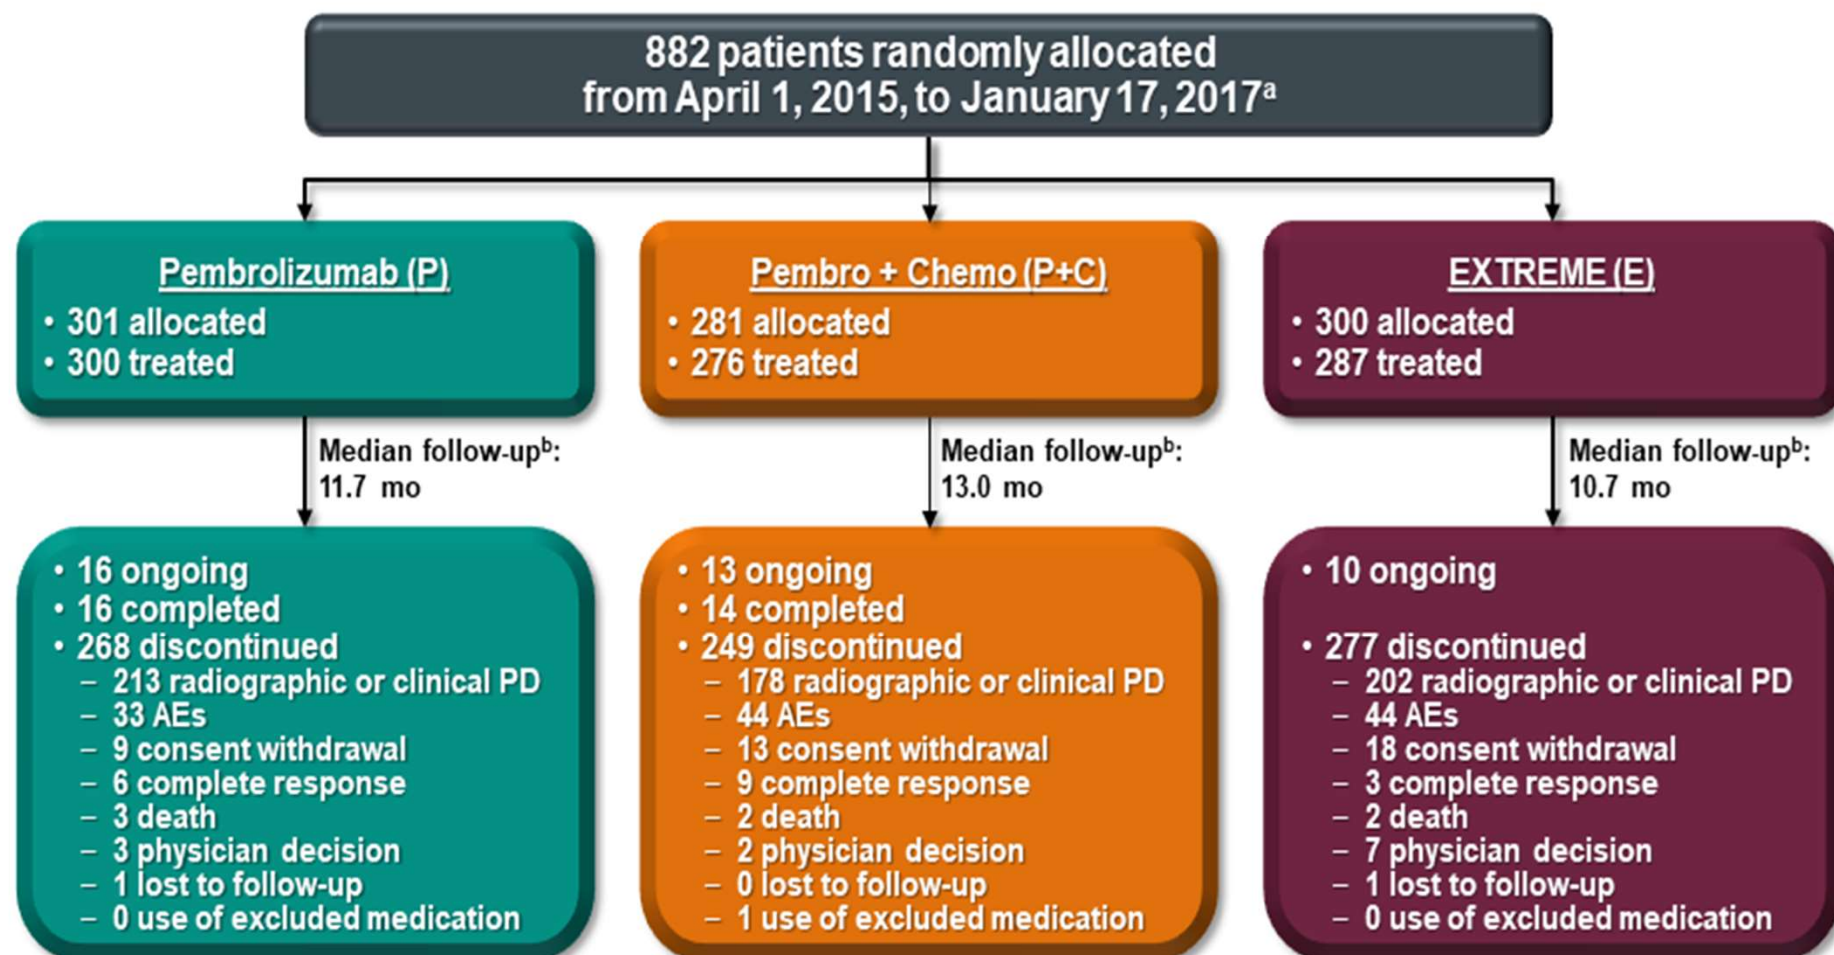 882 patients randomly allocated
from April 1, 2015, to January 17, 2017ᵃ
Pembrolizumab (P)
• 301 allocated
• 300 treated
Pembro + Chemo (P+C)
• 281 allocated
• 276 treated
EXTREME (E)
• 300 allocated
• 287 treated
Median follow-upᵇ:
11.7 mo
Median follow-upᵇ:
13.0 mo
Median follow-upᵇ:
10.7 mo
• 16 ongoing
• 16 completed
• 268 discontinued
– 213 radiographic or clinical PD
– 33 AEs
– 9 consent withdrawal
– 6 complete response
– 3 death
– 3 physician decision
– 1 lost to follow-up
– 0 use of excluded medication
• 13 ongoing
• 14 completed
• 249 discontinued
– 178 radiographic or clinical PD
– 44 AEs
– 13 consent withdrawal
– 9 complete response
– 2 death
– 2 physician decision
– 0 lost to follow-up
– 1 use of excluded medication
• 10 ongoing
• 277 discontinued
– 202 radiographic or clinical PD
– 44 AEs
– 18 consent withdrawal
– 3 complete response
– 2 death
– 7 physician decision
– 1 lost to follow-up
– 0 use of excluded medication